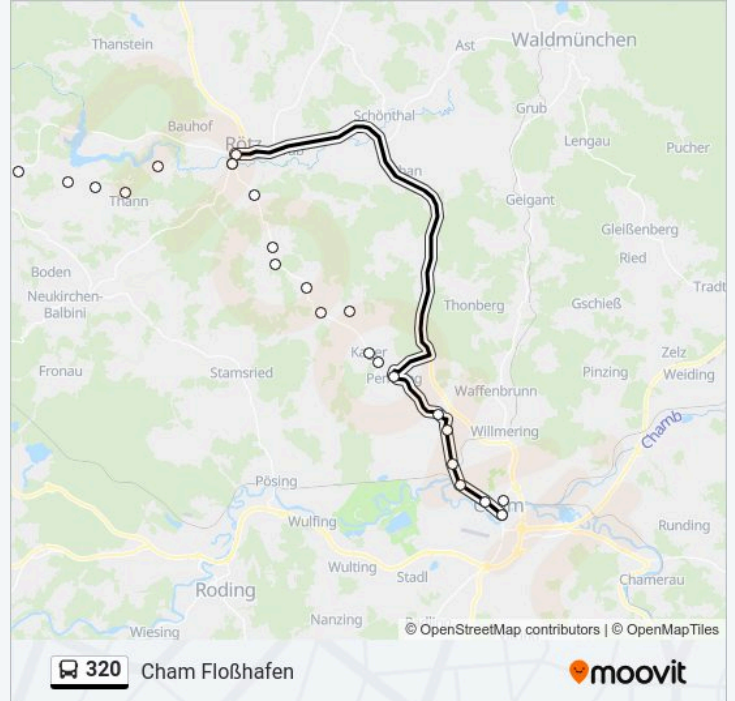 Thanstein
Ast
Waldmünchen
Schönthal
Grub
Bauhof
Rötz
Lengau
Pucher
Thann
Geigant
Gleißenberg
Ried
Boden
Neukirchen-
Balbini
Thonberg
Gschieß
Zelz
Fronau
Stamsried
Pinzing
Weiding
Waffenbrunn
Chamb
Willmering
Pösing
Wulfing
Runding
Wulting
Stadl
Roding
Chamerau
Nanzing
Wiesing
© OpenStreetMap contributors | © OpenMapTiles
320 Cham Floßhafen
moovit